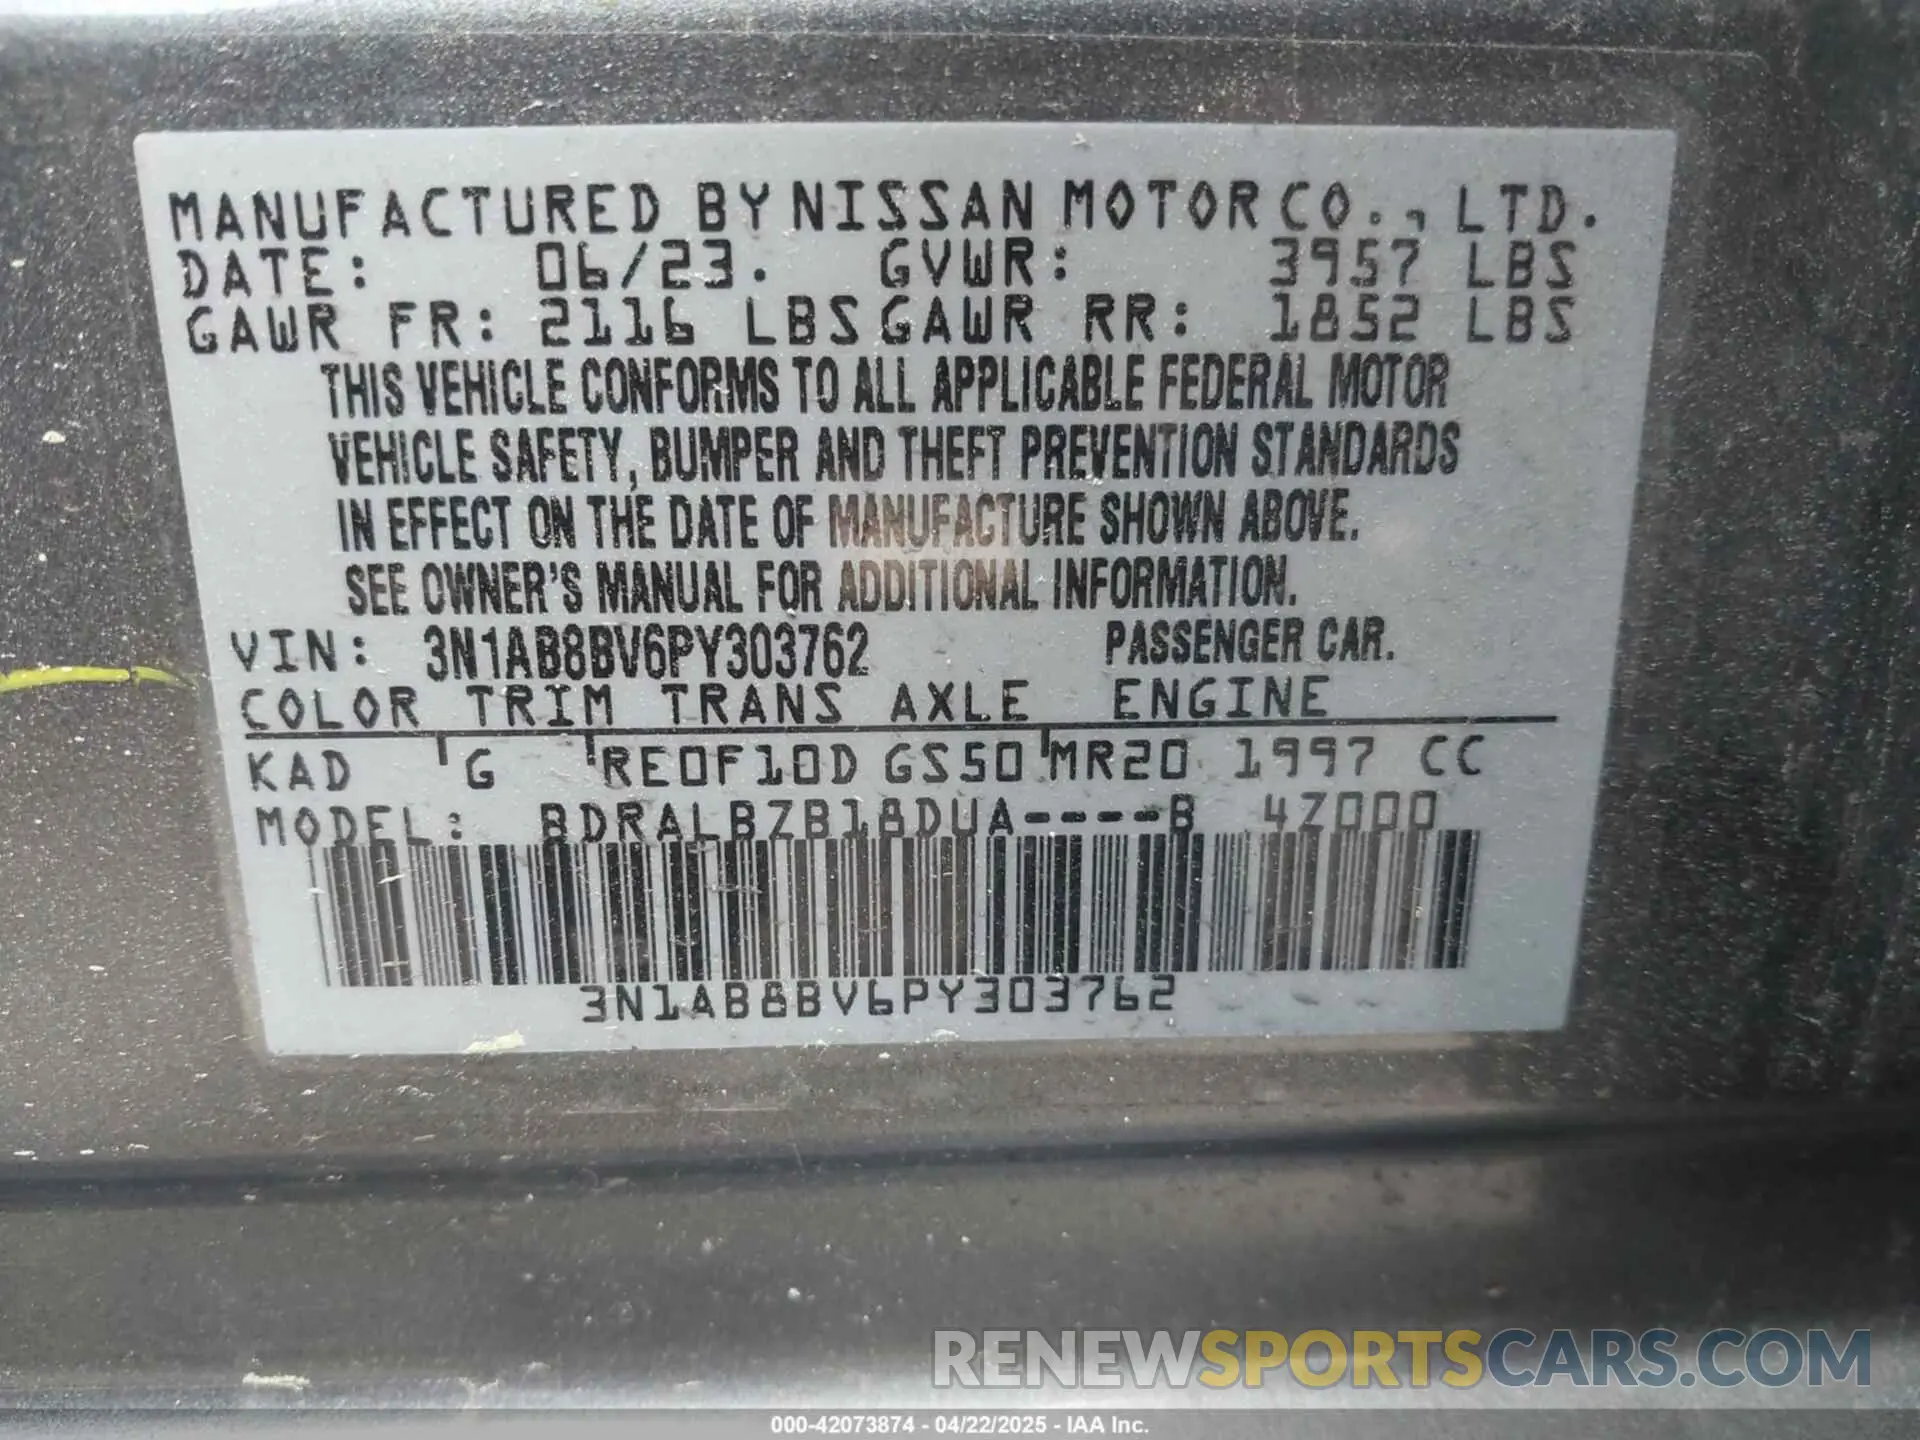 MANUFACTURED BY NISSAN MOTOR CO., LTD.
DATE: 06/23. GVWR: 3957 LBS
GAWR FR: 2116 LBS GAWR RR: 1852 LBS
THIS VEHICLE CONFORMS TO ALL APPLICABLE FEDERAL MOTOR
VEHICLE SAFETY, BUMPER AND THEFT PREVENTION STANDARDS
IN EFFECT ON THE DATE OF MANUFACTURE SHOWN ABOVE.
SEE OWNER'S MANUAL FOR ADDITIONAL INFORMATION.
VIN: 3N1AB8BV6PY303762 PASSENGER CAR.
COLOR TRIM TRANS AXLE ENGINE
KAD G RE0F10D GS50 MR20 1997 CC
MODEL: BDRALBZB18DUA----B 4Z000
3N1AB8BV6PY303762
RENEWSPORTSCARS.COM
000-42073874 - 04/22/2025 - IAA Inc.